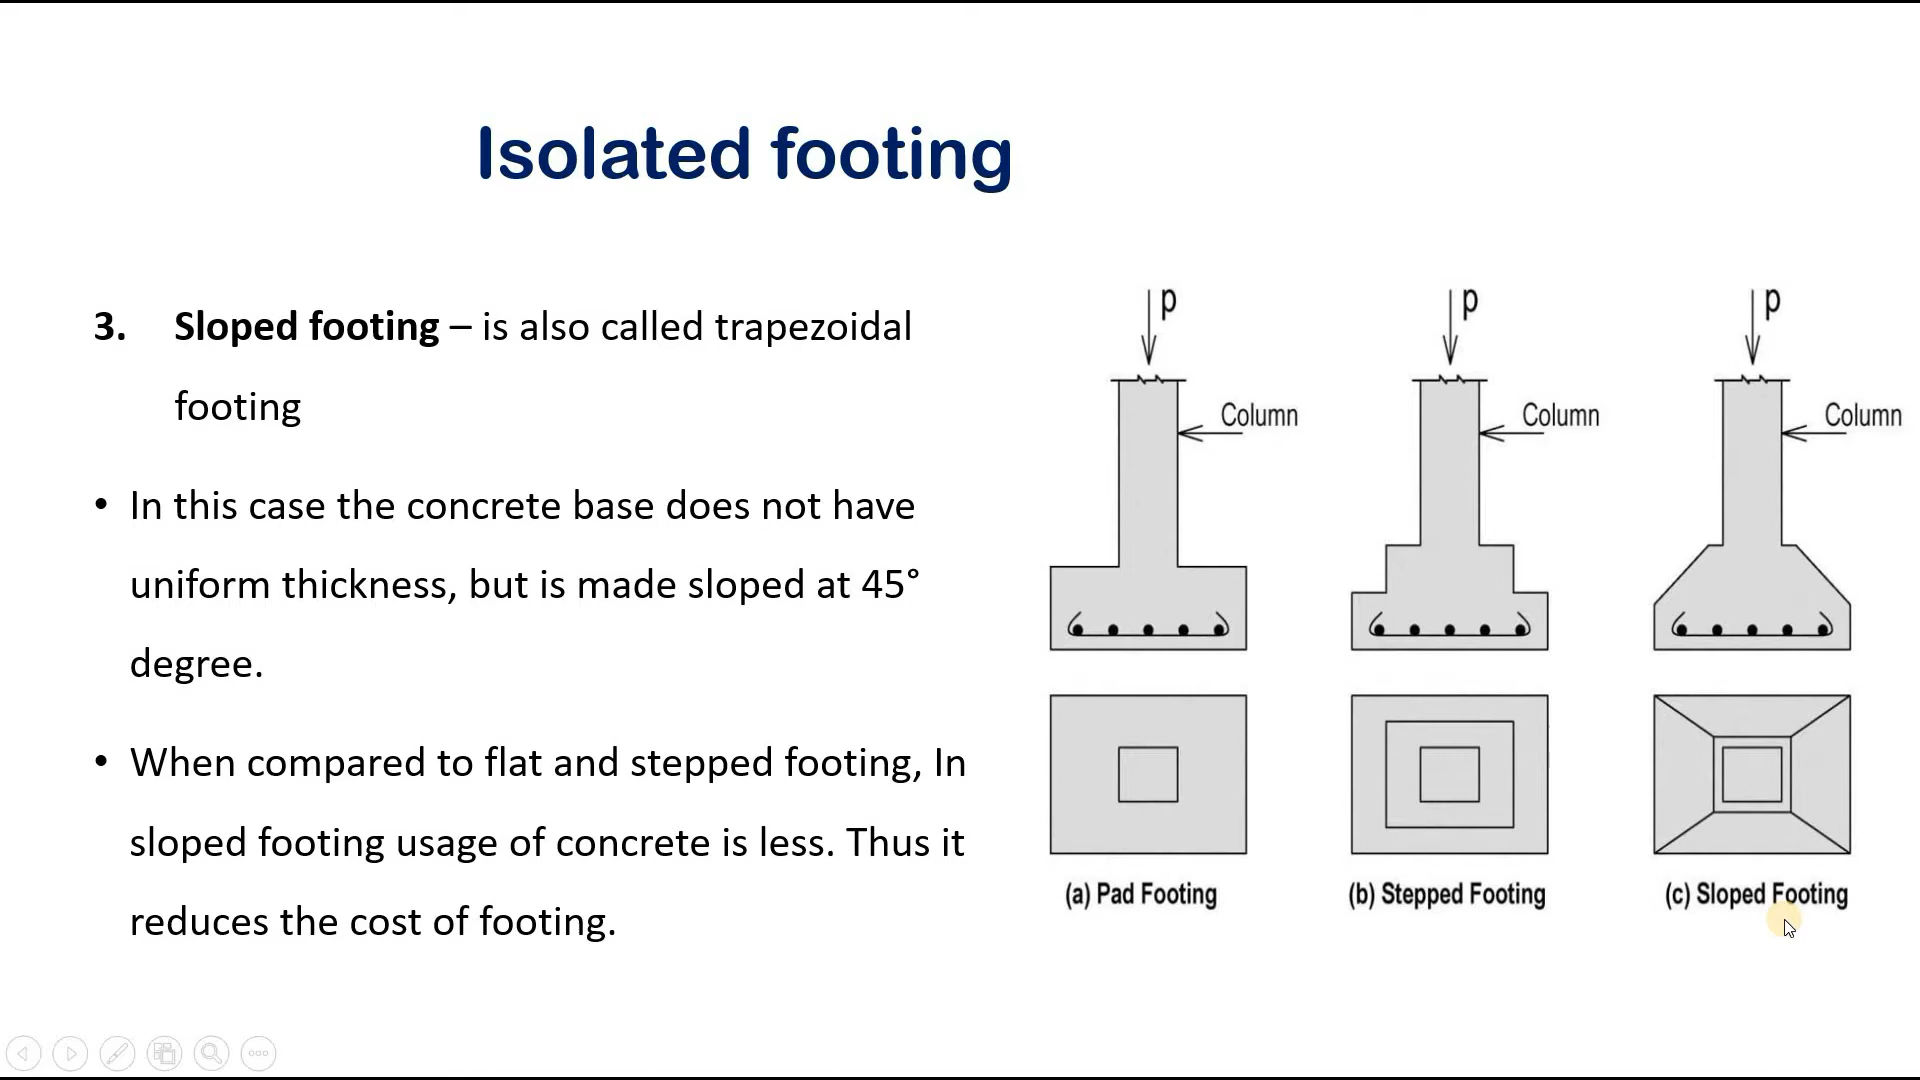 Isolated footing
3. Sloped footing – is also called trapezoidal
footing
• In this case the concrete base does not have
uniform thickness, but is made sloped at 45°
degree.
• When compared to flat and stepped footing, In
sloped footing usage of concrete is less. Thus it
reduces the cost of footing.
p p p
Column Column Column
(a) Pad Footing (b) Stepped Footing (c) Sloped Footing